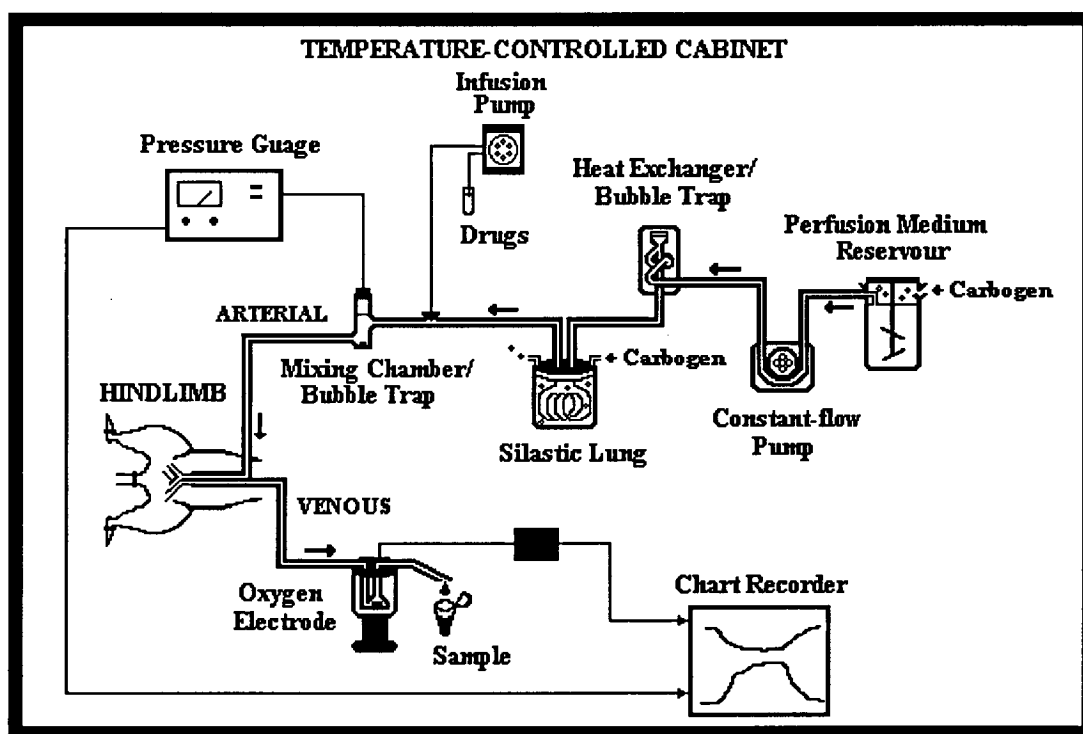 TEMPERATURE-CONTROLLED CABINET
Infusion
Pump
Pressure Guage
Heat Exchanger/
Bubble Trap
Perfusion Medium
Reservour
Drugs
Carbogen
ARTERIAL
Mixing Chamber/
Bubble Trap
Carbogen
HINDLIMB
Silastic Lung
Constant-flow
Pump
VENOUS
Oxygen
Electrode
Sample
Chart Recorder